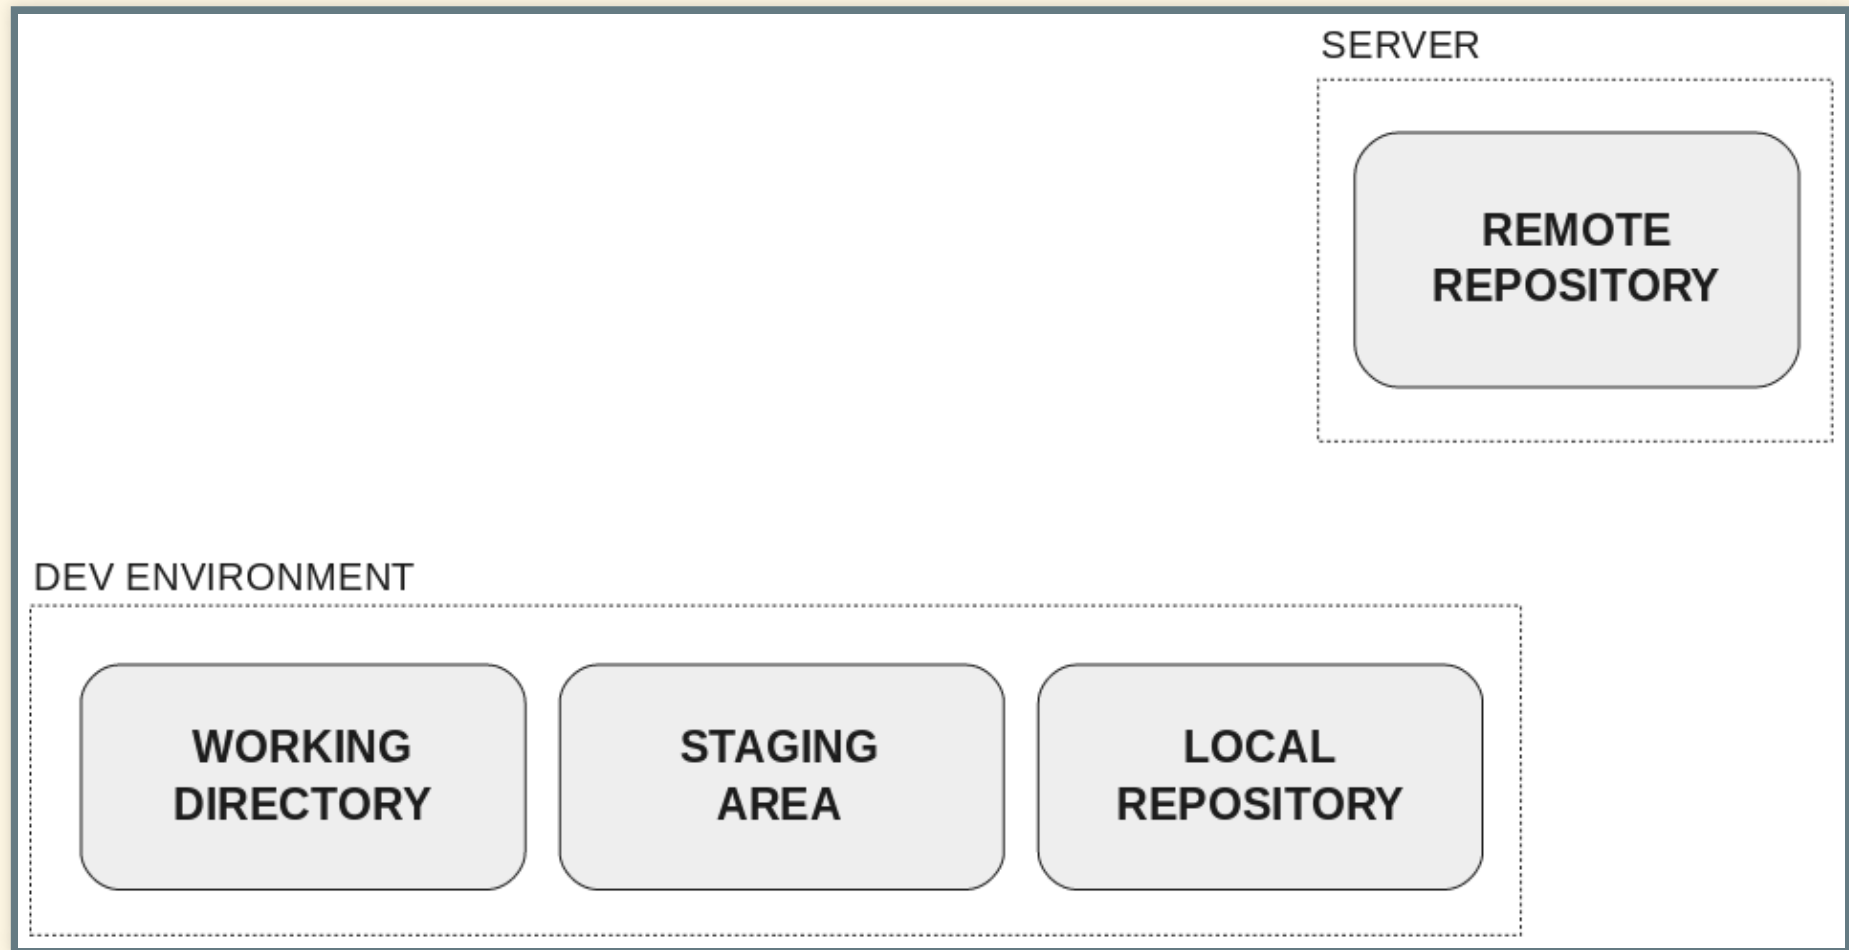 SERVER
REMOTE
REPOSITORY
DEV ENVIRONMENT
WORKING
DIRECTORY
STAGING
AREA
LOCAL
REPOSITORY